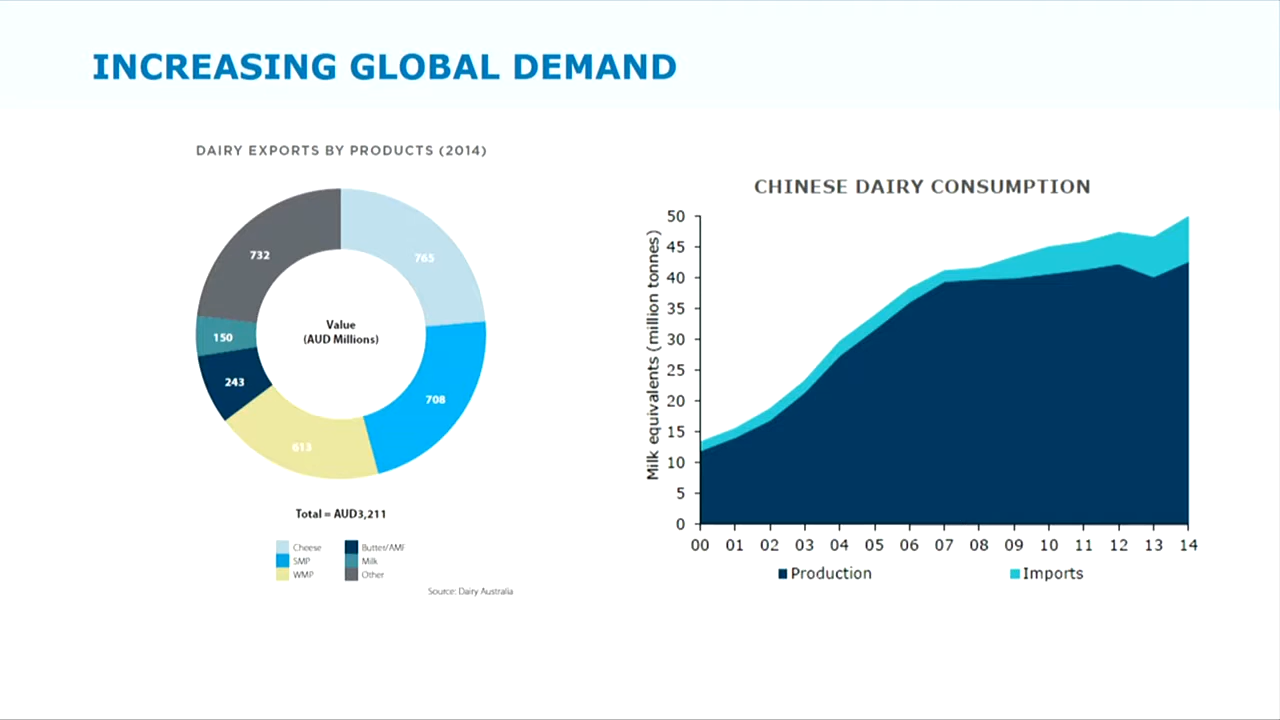 INCREASING GLOBAL DEMAND
DAIRY EXPORTS BY PRODUCTS (2014)
732
765
150
243
708
613
Value
(AUD Millions)
Total = AUD3,211
Cheese
SMP
WMP
Butter/AMF
Milk
Other
Source: Dairy Australia
CHINESE DAIRY CONSUMPTION
Milk equivalents (million tonnes)
50
45
40
35
30
25
20
15
10
5
0
00 01 02 03 04 05 06 07 08 09 10 11 12 13 14
Production
Imports